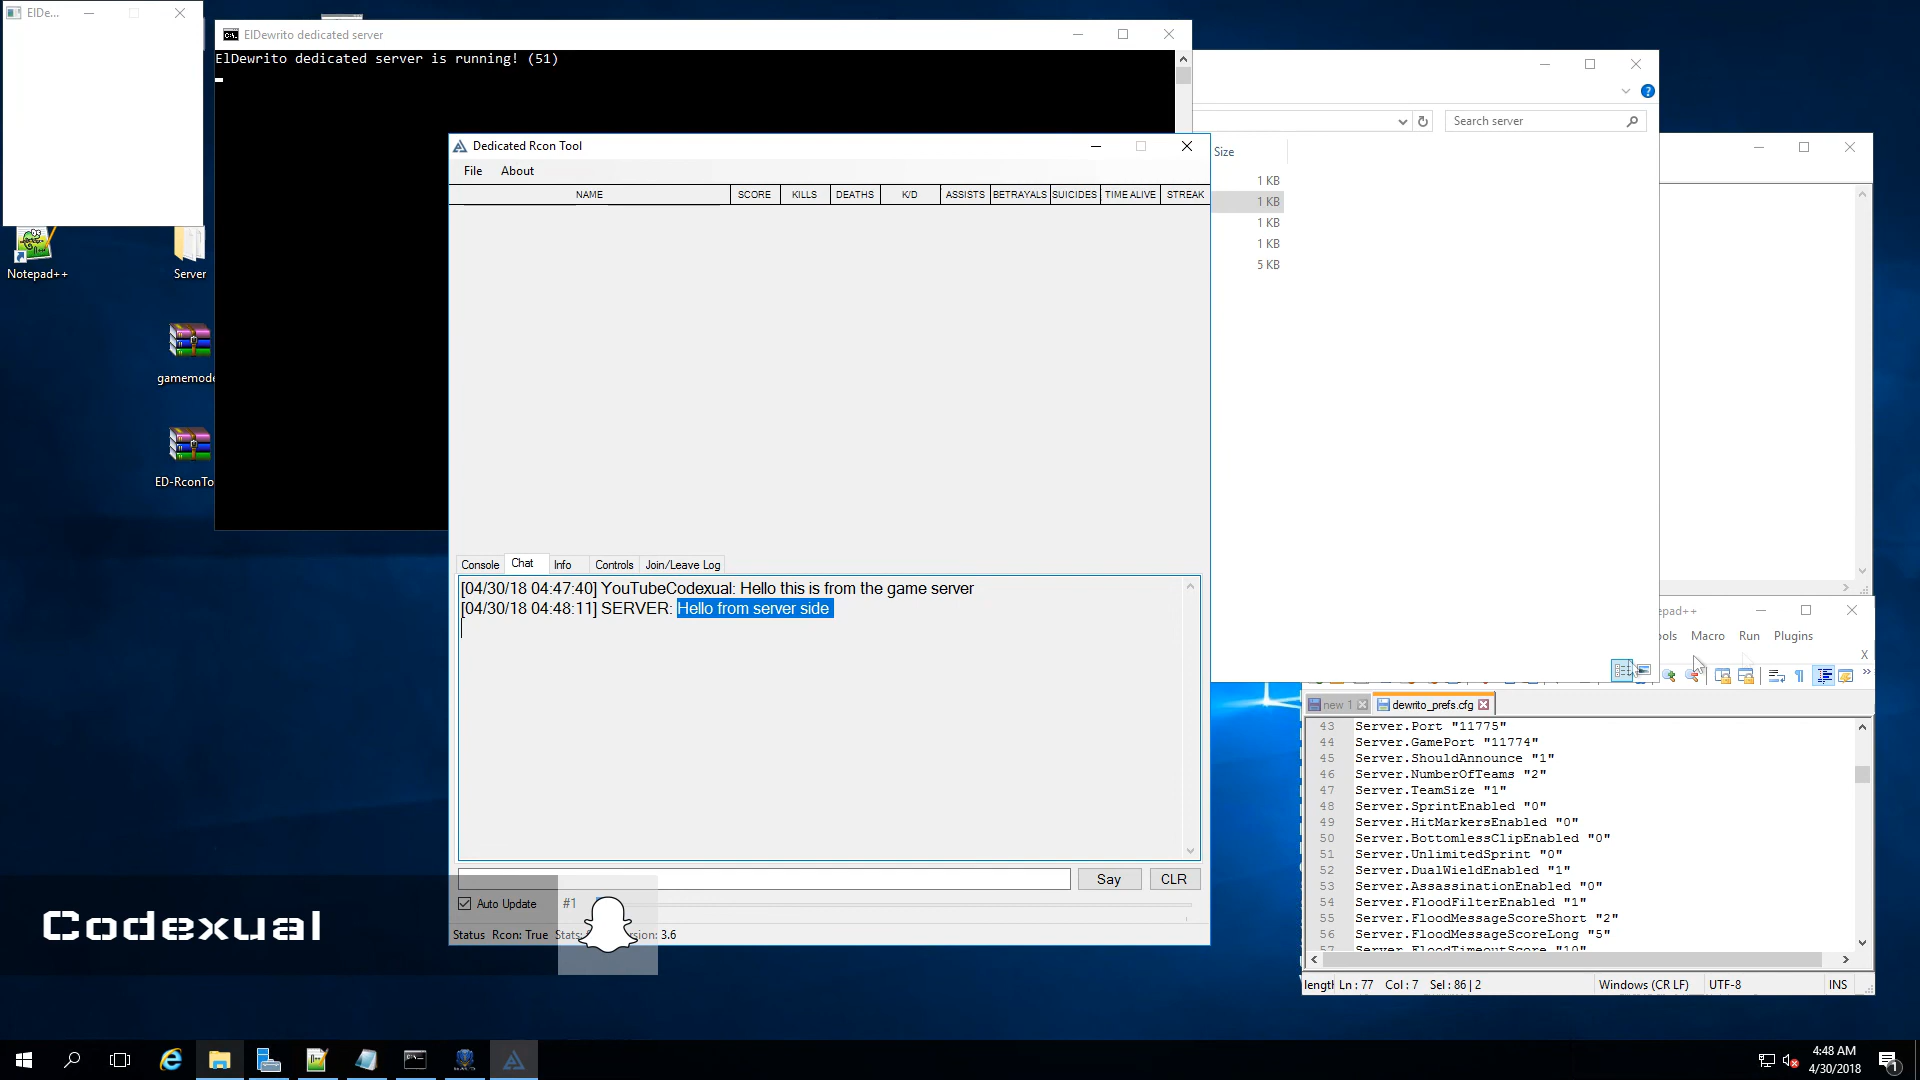 ElDe...
ElDewrito dedicated server
ElDewrito dedicated server is running! (51)
Dedicated Rcon Tool
File About
NAME SCORE KILLS DEATHS K/D ASSISTS BETRAYALS SUICIDES TIME ALIVE STREAK
Search server
Size
1 KB
1 KB
1 KB
1 KB
5 KB
Notepad++
Server
gamemode
ED-RconTo
Console Chat Info Controls Join/Leave Log
[04/30/18 04:47:40] YouTubeCodexual: Hello this is from the game server
[04/30/18 04:48:11] SERVER: Hello from server side
Say CLR
Auto Update #1
Status Rcon: True Stats: 3.6
Codexual
epad++
ools Macro Run Plugins
X
new 1 dewrito_prefs.cfg
43 Server.Port "11775"
44 Server.GamePort "11774"
45 Server.ShouldAnnounce "1"
46 Server.NumberOfTeams "2"
47 Server.TeamSize "1"
48 Server.SprintEnabled "0"
49 Server.HitMarkersEnabled "0"
50 Server.BottomlessClipEnabled "0"
51 Server.UnlimitedSprint "0"
52 Server.DualWieldEnabled "1"
53 Server.AssassinationEnabled "0"
54 Server.FloodFilterEnabled "1"
55 Server.FloodMessageScoreShort "2"
56 Server.FloodMessageScoreLong "5"
57 Server.FloodTimeoutScore "10"
length Ln : 77 Col : 7 Sel : 86 | 2 Windows (CR LF) UTF-8 INS
4:48 AM
4/30/2018
1